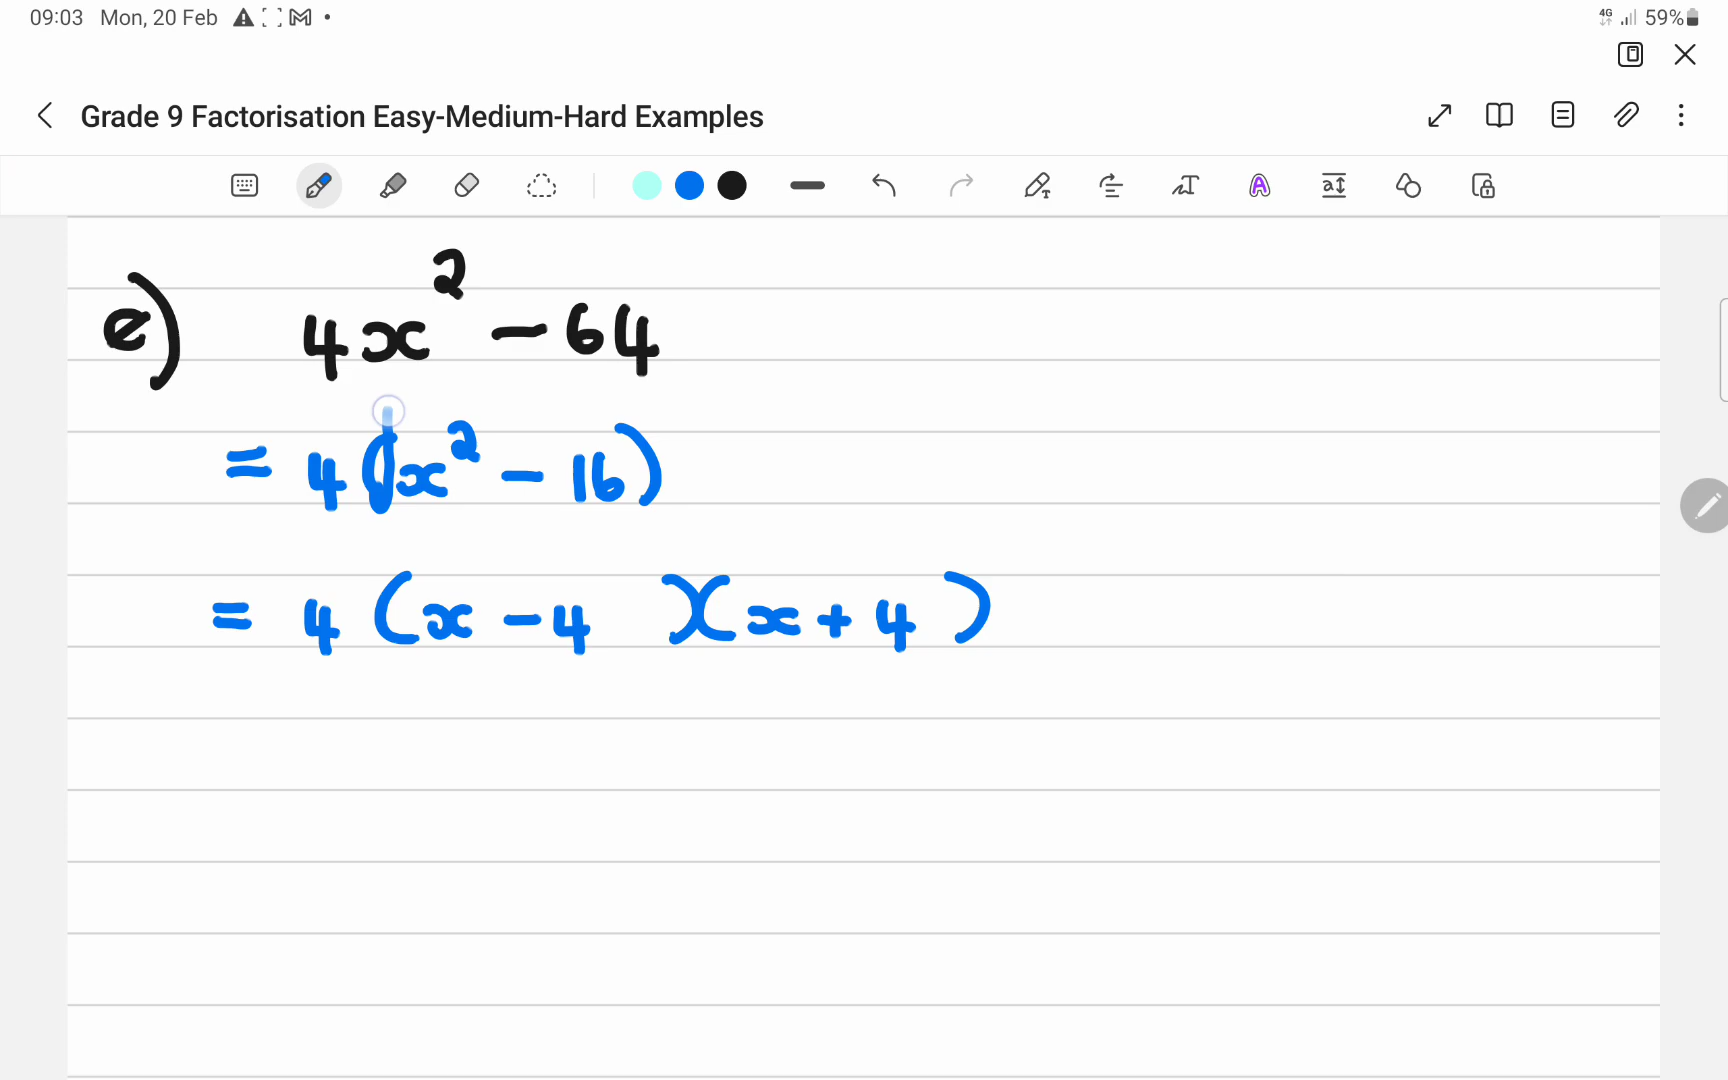 09:03 Mon, 20 Feb 4G 59%
Grade 9 Factorisation Easy-Medium-Hard Examples
e) 4x² - 64
= 4(x² - 16)
= 4(x - 4)(x + 4)